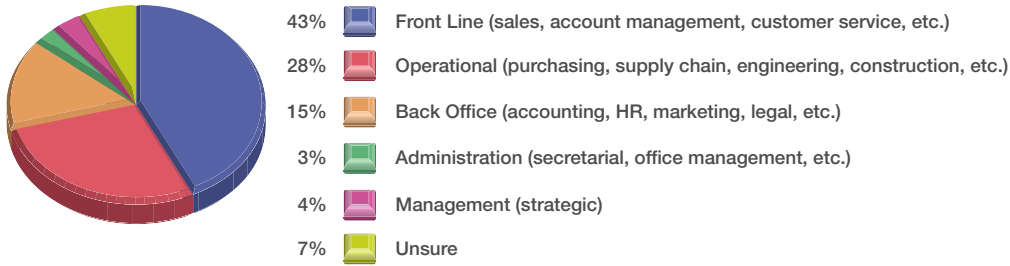 43% Front Line (sales, account management, customer service, etc.)
28% Operational (purchasing, supply chain, engineering, construction, etc.)
15% Back Office (accounting, HR, marketing, legal, etc.)
3% Administration (secretarial, office management, etc.)
4% Management (strategic)
7% Unsure